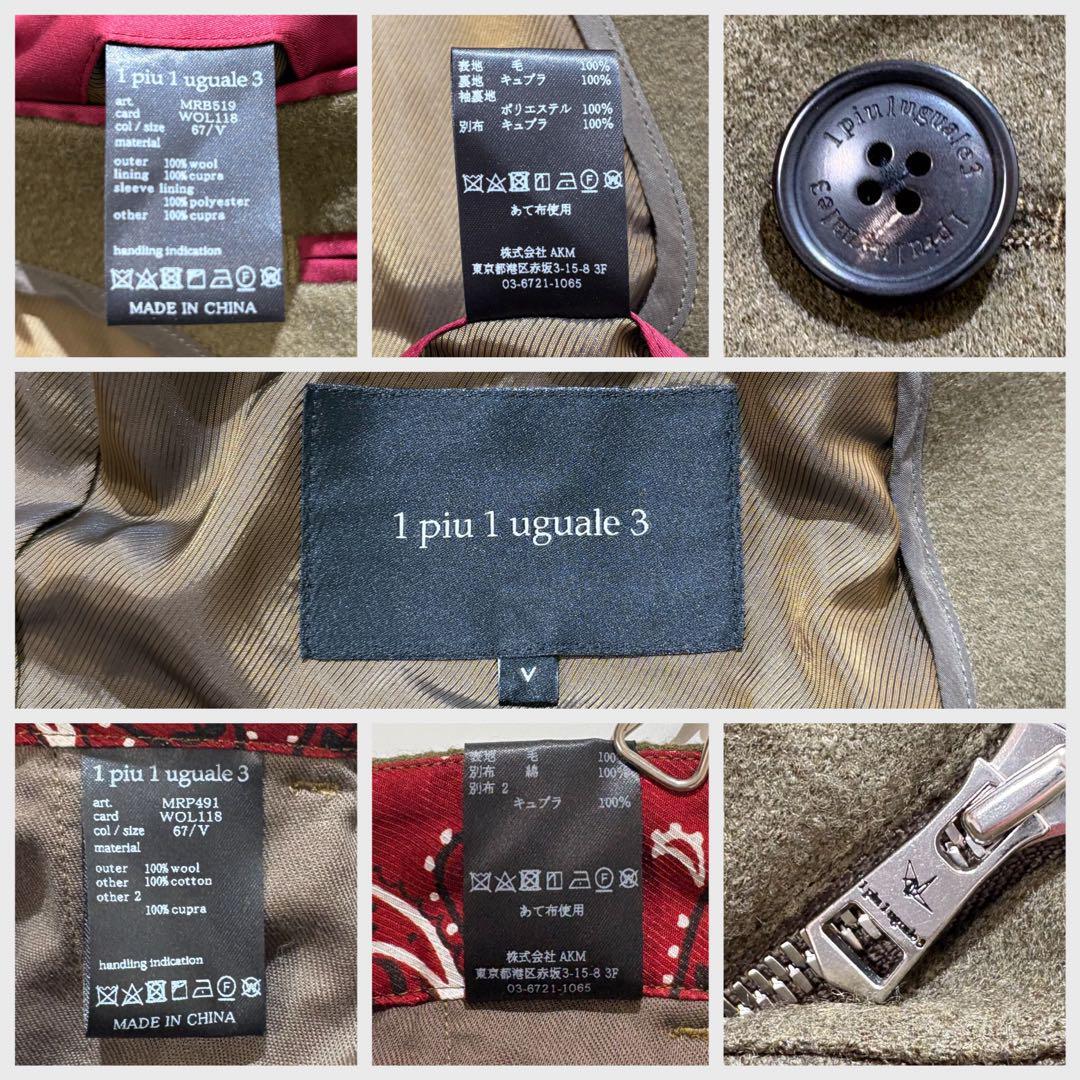 1 piu 1 uguale 3
art. MRB519
card WOL118
col / size 67/V
material
outer 100% wool
lining 100% cupra
sleeve lining
100% polyester
other 100% cupra
handling indication
MADE IN CHINA
表地 毛 100%
裏地 キュプラ 100%
袖裏地
ポリエステル 100%
別布 キュプラ 100%
あて布使用
株式会社 AKM
東京都港区赤坂3-15-8 3F
03-6721-1065
1piu1uguale3
1piu1uguale3
1 piu 1 uguale 3
V
1 piu 1 uguale 3
art. MRP491
card WOL118
col / size 67/V
material
outer 100% wool
other 100% cotton
other 2
100% cupra
handling indication
MADE IN CHINA
表地 毛 100
別布 綿 100%
別布 2
キュプラ 100%
あて布使用
株式会社 AKM
東京都港区赤坂3-15-8 3F
03-6721-1065
1 piu 1 uguale 3